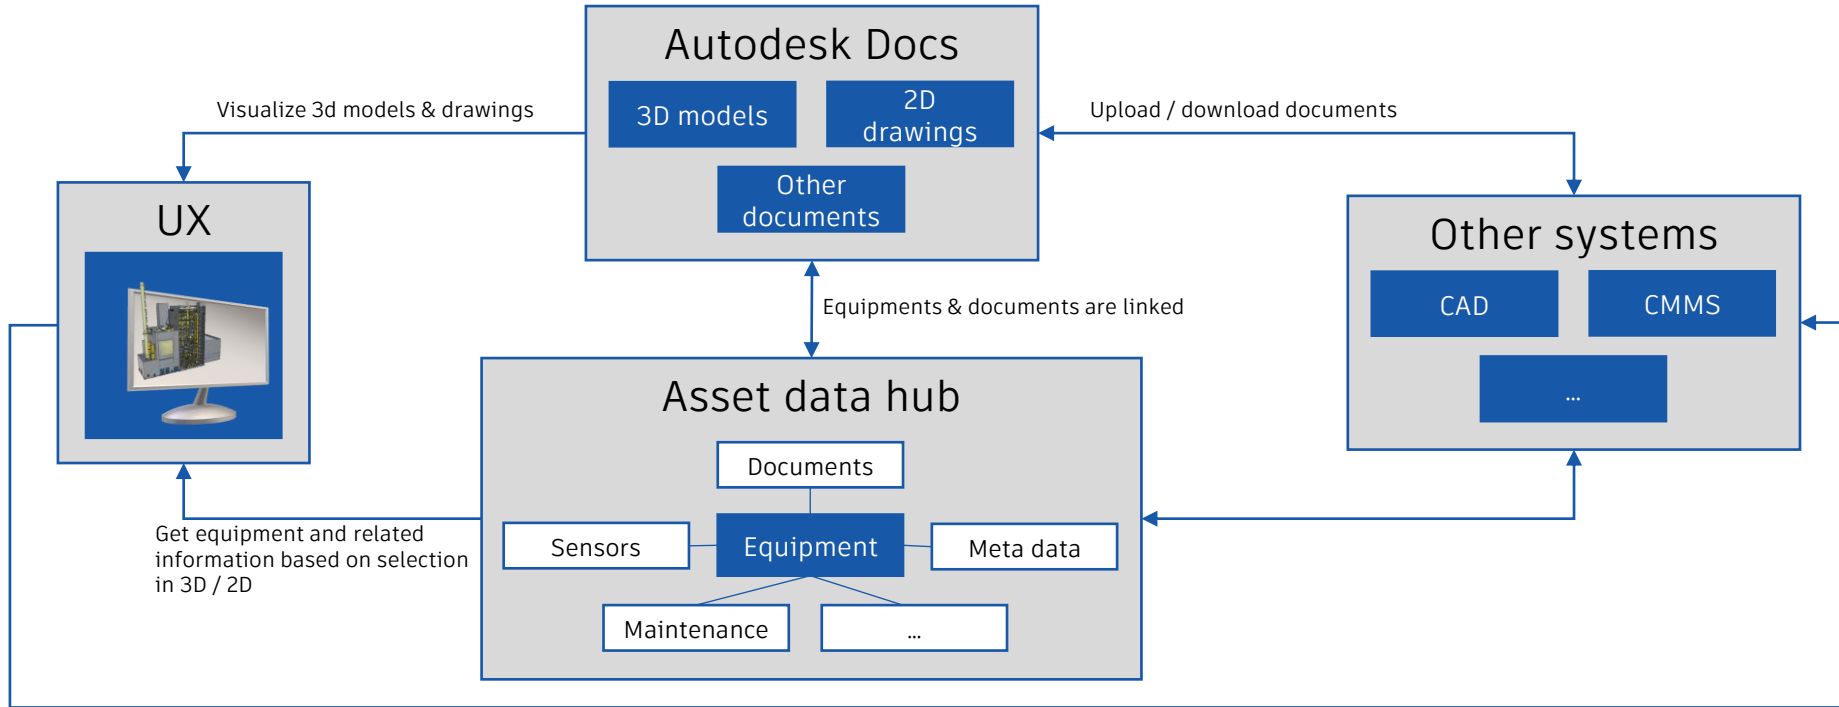 Autodesk Docs
3D models
2D
drawings
Other
documents
Visualize 3d models & drawings
Upload / download documents
UX
Other systems
CAD
CMMS
...
Equipments & documents are linked
Asset data hub
Documents
Sensors
Equipment
Meta data
Maintenance
...
Get equipment and related
information based on selection
in 3D / 2D